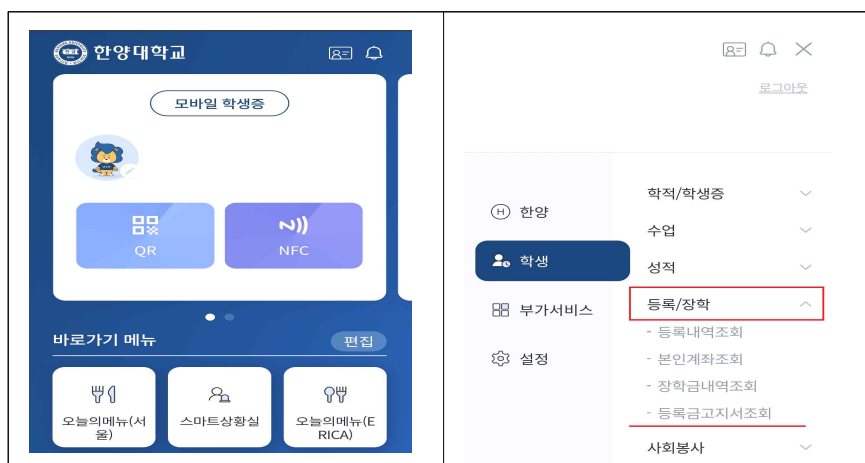 한양대학교
모바일 학생증
QR
NFC
바로가기 메뉴
편집
오늘의메뉴(서
울)
스마트상황실
오늘의메뉴(E
RICA)
로그아웃
한양
학생
부가서비스
설정
학적/학생증
수업
성적
등록/장학
- 등록내역조회
- 본인계좌조회
- 장학금내역조회
- 등록금고지서조회
사회봉사